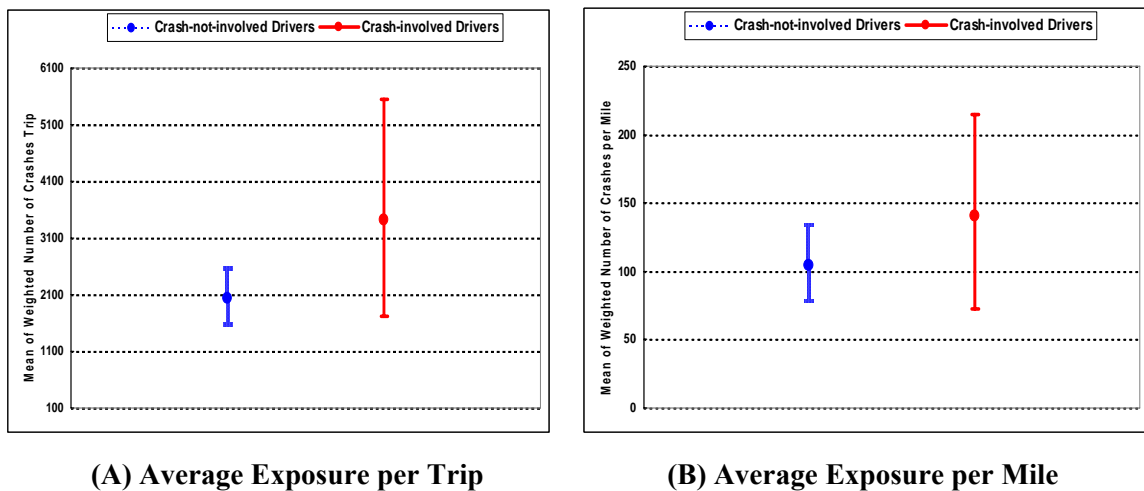 Crash-not-involved Drivers Crash-involved Drivers
Mean of Weighted Number of Crashes Trip
6100
5100
4100
3100
2100
1100
100
(A) Average Exposure per Trip
Crash-not-involved Drivers Crash-involved Drivers
Mean of Weighted Number of Crashes per Mile
250
200
150
100
50
0
(B) Average Exposure per Mile